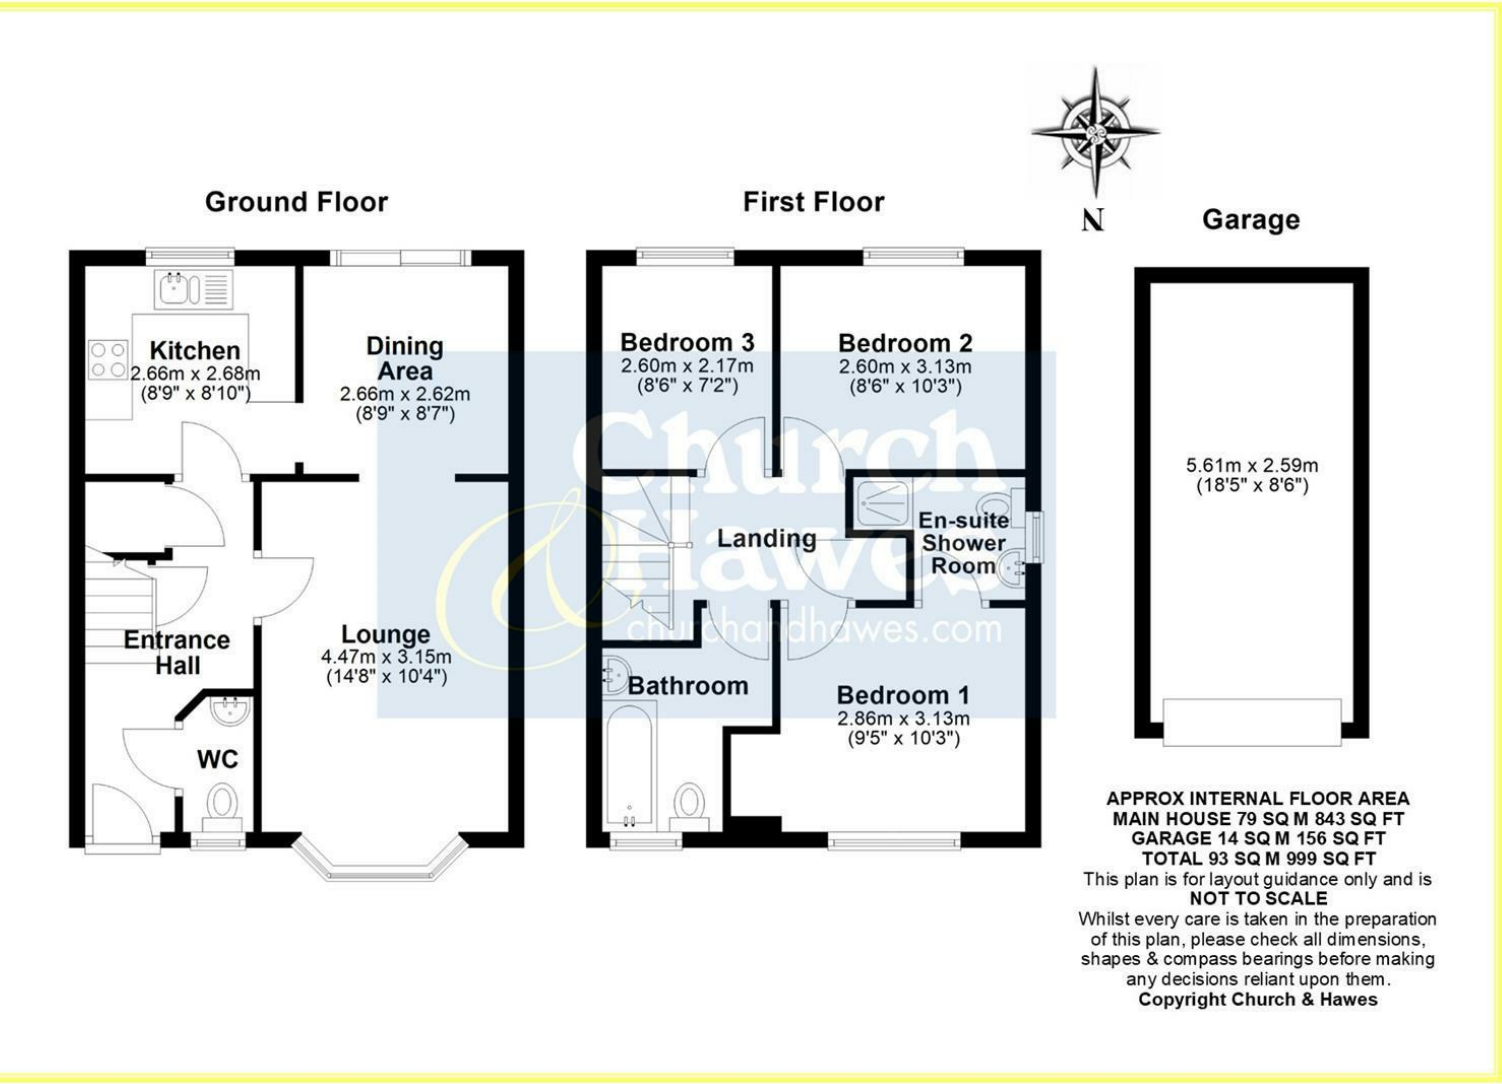 Ground Floor
First Floor
N
Garage
Kitchen
2.66m x 2.68m
(8'9" x 8'10")
Dining
Area
2.66m x 2.62m
(8'9" x 8'7")
Bedroom 3
2.60m x 2.17m
(8'6" x 7'2")
Bedroom 2
2.60m x 3.13m
(8'6" x 10'3")
5.61m x 2.59m
(18'5" x 8'6")
Church
& Hawes
churchandhawes.com
Landing
En-suite
Shower
Room
Entrance
Hall
Lounge
4.47m x 3.15m
(14'8" x 10'4")
Bathroom
Bedroom 1
2.86m x 3.13m
(9'5" x 10'3")
WC
APPROX INTERNAL FLOOR AREA
MAIN HOUSE 79 SQ M 843 SQ FT
GARAGE 14 SQ M 156 SQ FT
TOTAL 93 SQ M 999 SQ FT
This plan is for layout guidance only and is
NOT TO SCALE
Whilst every care is taken in the preparation
of this plan, please check all dimensions,
shapes & compass bearings before making
any decisions reliant upon them.
Copyright Church & Hawes